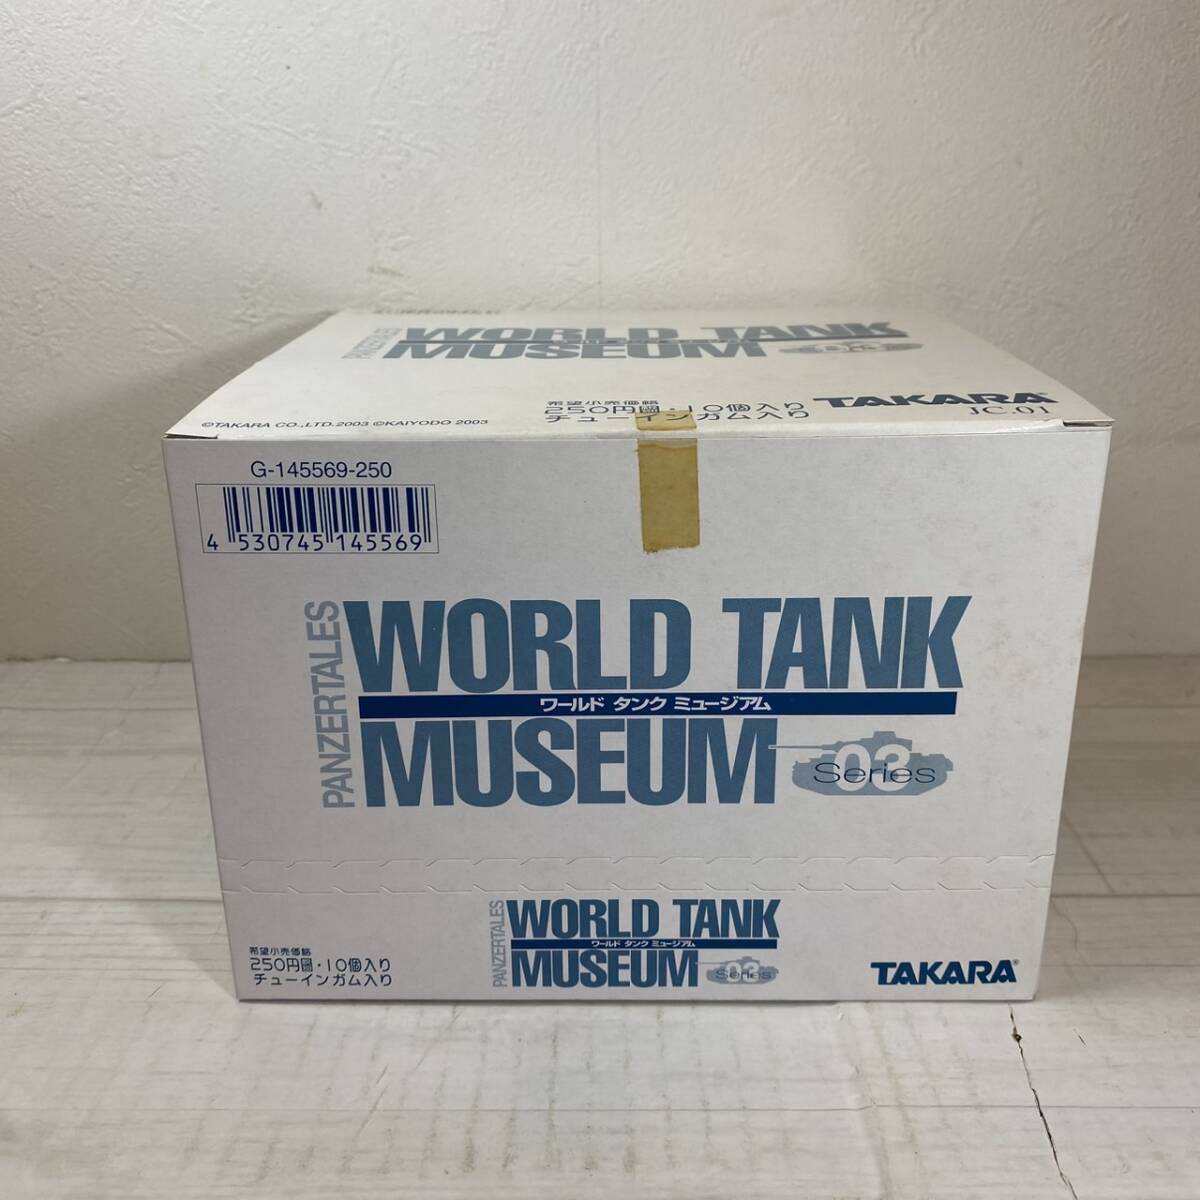 PANZERTALES
WORLD TANK
MUSEUM
TAKARA
希望小売価格
250円圏・10個入り
チューインガム入り
JC.01
©TAKARA CO.,LTD.2003 ©KAIYODO 2003
G-145569-250
4 530745 145569
PANZERTALES
WORLD TANK
ワールド タンク ミュージアム
MUSEUM
03
Series
希望小売価格
250円圏・10個入り
チューインガム入り
PANZERTALES
WORLD TANK
ワールド タンク ミュージアム
MUSEUM
03
Series
TAKARA®